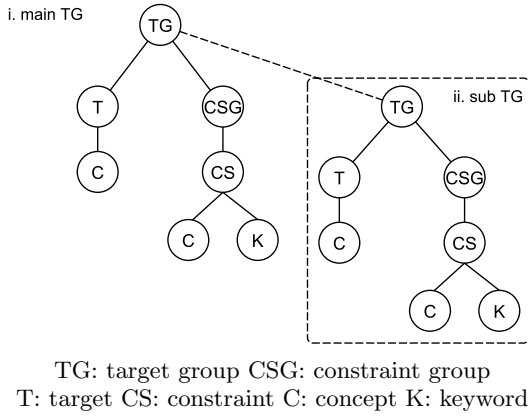 i. main TG
TG
T
CSG
C
CS
C
K
ii. sub TG
TG
T
CSG
C
CS
C
K
TG: target group CSG: constraint group
T: target CS: constraint C: concept K: keyword